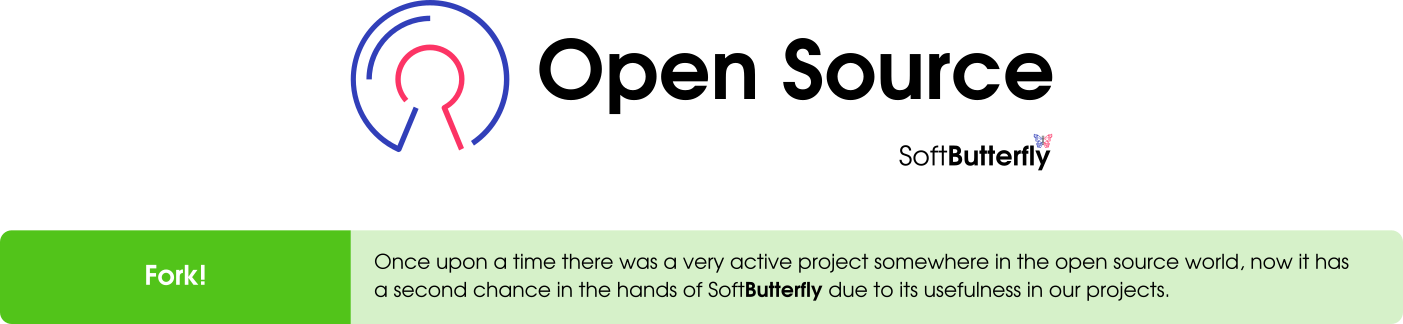 Open Source
SoftButterfly
Fork!
Once upon a time there was a very active project somewhere in the open source world, now it has
a second chance in the hands of SoftButterfly due to its usefulness in our projects.